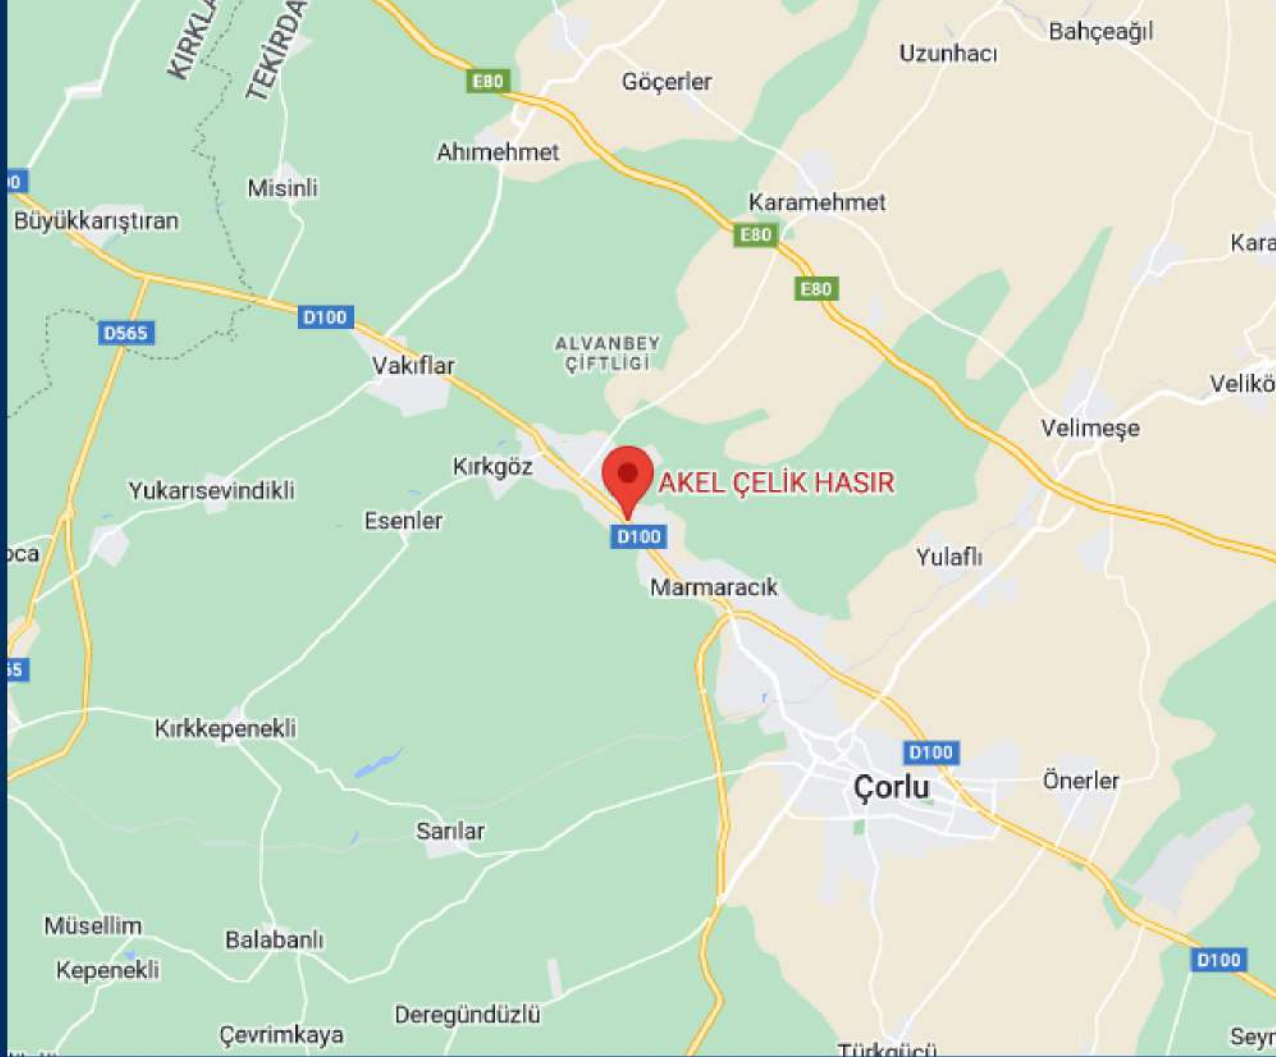 KIRKLA
TEKİRDA
Bahçeağıl
Uzunhacı
Göçerler
E80
Ahımehmet
Misinli
Karamehmet
Büyükkarıştıran
E80
Kara
E80
D100
D565
ALVANBEY
ÇİFTLİGİ
Vakıflar
Velikö
Velimeşe
Kırkgöz
AKEL ÇELİK HASIR
Yukarısevindikli
Esenler
D100
Yulaflı
Marmaracık
Kırkkepenekli
D100
Çorlu
Önerler
Sarılar
Müsellim
Balabanlı
D100
Kepenekli
Deregündüzlü
Çevrimkaya
Seyr
Türkgücü